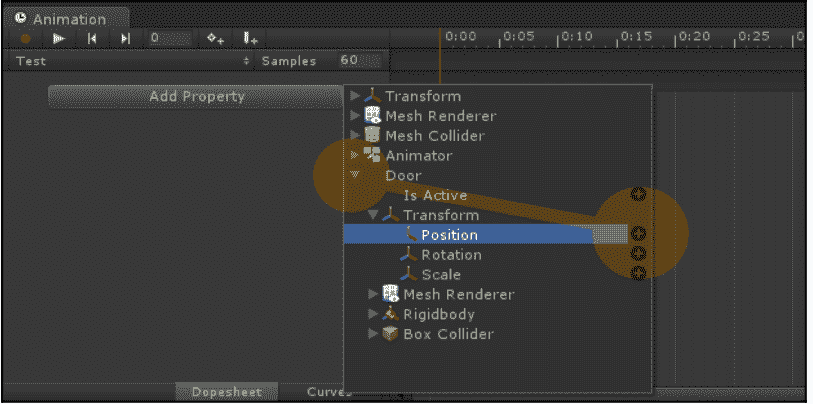 Animation
0 0:00 0:05 0:10 0:15 0:20 0:25 0
Test Samples 60
Add Property
Transform
Mesh Renderer
Mesh Collider
Animator
Door
Is Active
Transform
Position
Rotation
Scale
Mesh Renderer
Rigidbody
Box Collider
Dopesheet Curves